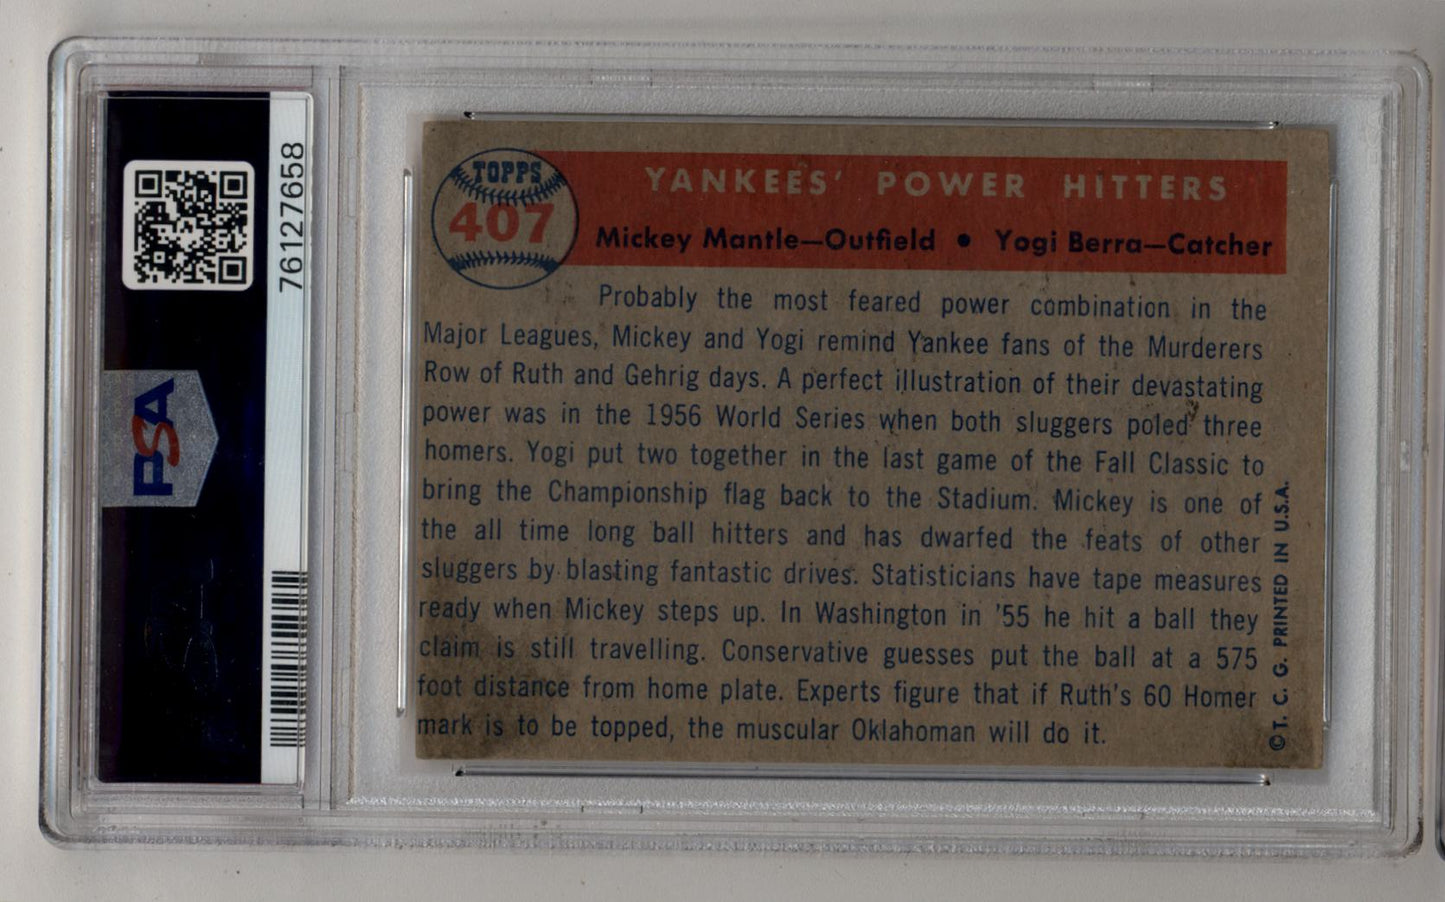 76127658
PSA
TOPPS
407
YANKEES' POWER HITTERS
Mickey Mantle—Outfield • Yogi Berra—Catcher
Probably the most feared power combination in the
Major Leagues, Mickey and Yogi remind Yankee fans of the Murderers
Row of Ruth and Gehrig days. A perfect illustration of their devastating
power was in the 1956 World Series when both sluggers poled three
homers. Yogi put two together in the last game of the Fall Classic to
bring the Championship flag back to the Stadium. Mickey is one of
the all time long ball hitters and has dwarfed the feats of other
sluggers by blasting fantastic drives. Statisticians have tape measures
ready when Mickey steps up. In Washington in '55 he hit a ball they
claim is still travelling. Conservative guesses put the ball at a 575
foot distance from home plate. Experts figure that if Ruth's 60 Homer
mark is to be topped, the muscular Oklahoman will do it.
©T. C. G. PRINTED IN U.S.A.